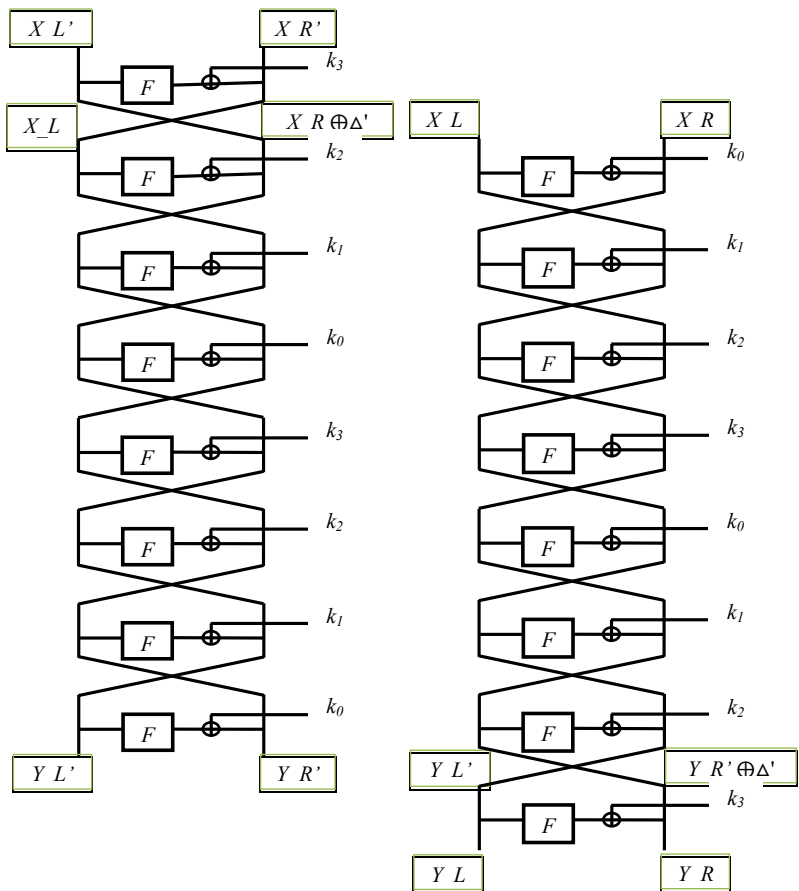 X L’
X R’
F
k3
X_L
X R ⊕Δ'
F
k2
F
k1
F
k0
F
k3
F
k2
F
k1
F
k0
Y L’
Y R’
X L
X R
F
k0
F
k1
F
k2
F
k3
F
k0
F
k1
F
k2
Y L’
Y R’ ⊕Δ'
F
k3
Y L
Y R